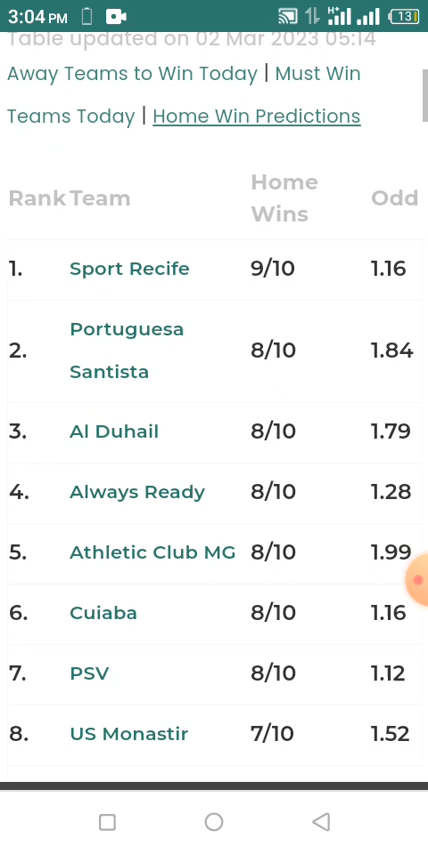 3:04 PM H+ 13
Table updated on 02 Mar 2023 05:14
Away Teams to Win Today | Must Win
Teams Today | Home Win Predictions
Rank Team Home Wins Odd
1. Sport Recife 9/10 1.16
2. Portuguesa Santista 8/10 1.84
3. Al Duhail 8/10 1.79
4. Always Ready 8/10 1.28
5. Athletic Club MG 8/10 1.99
6. Cuiaba 8/10 1.16
7. PSV 8/10 1.12
8. US Monastir 7/10 1.52